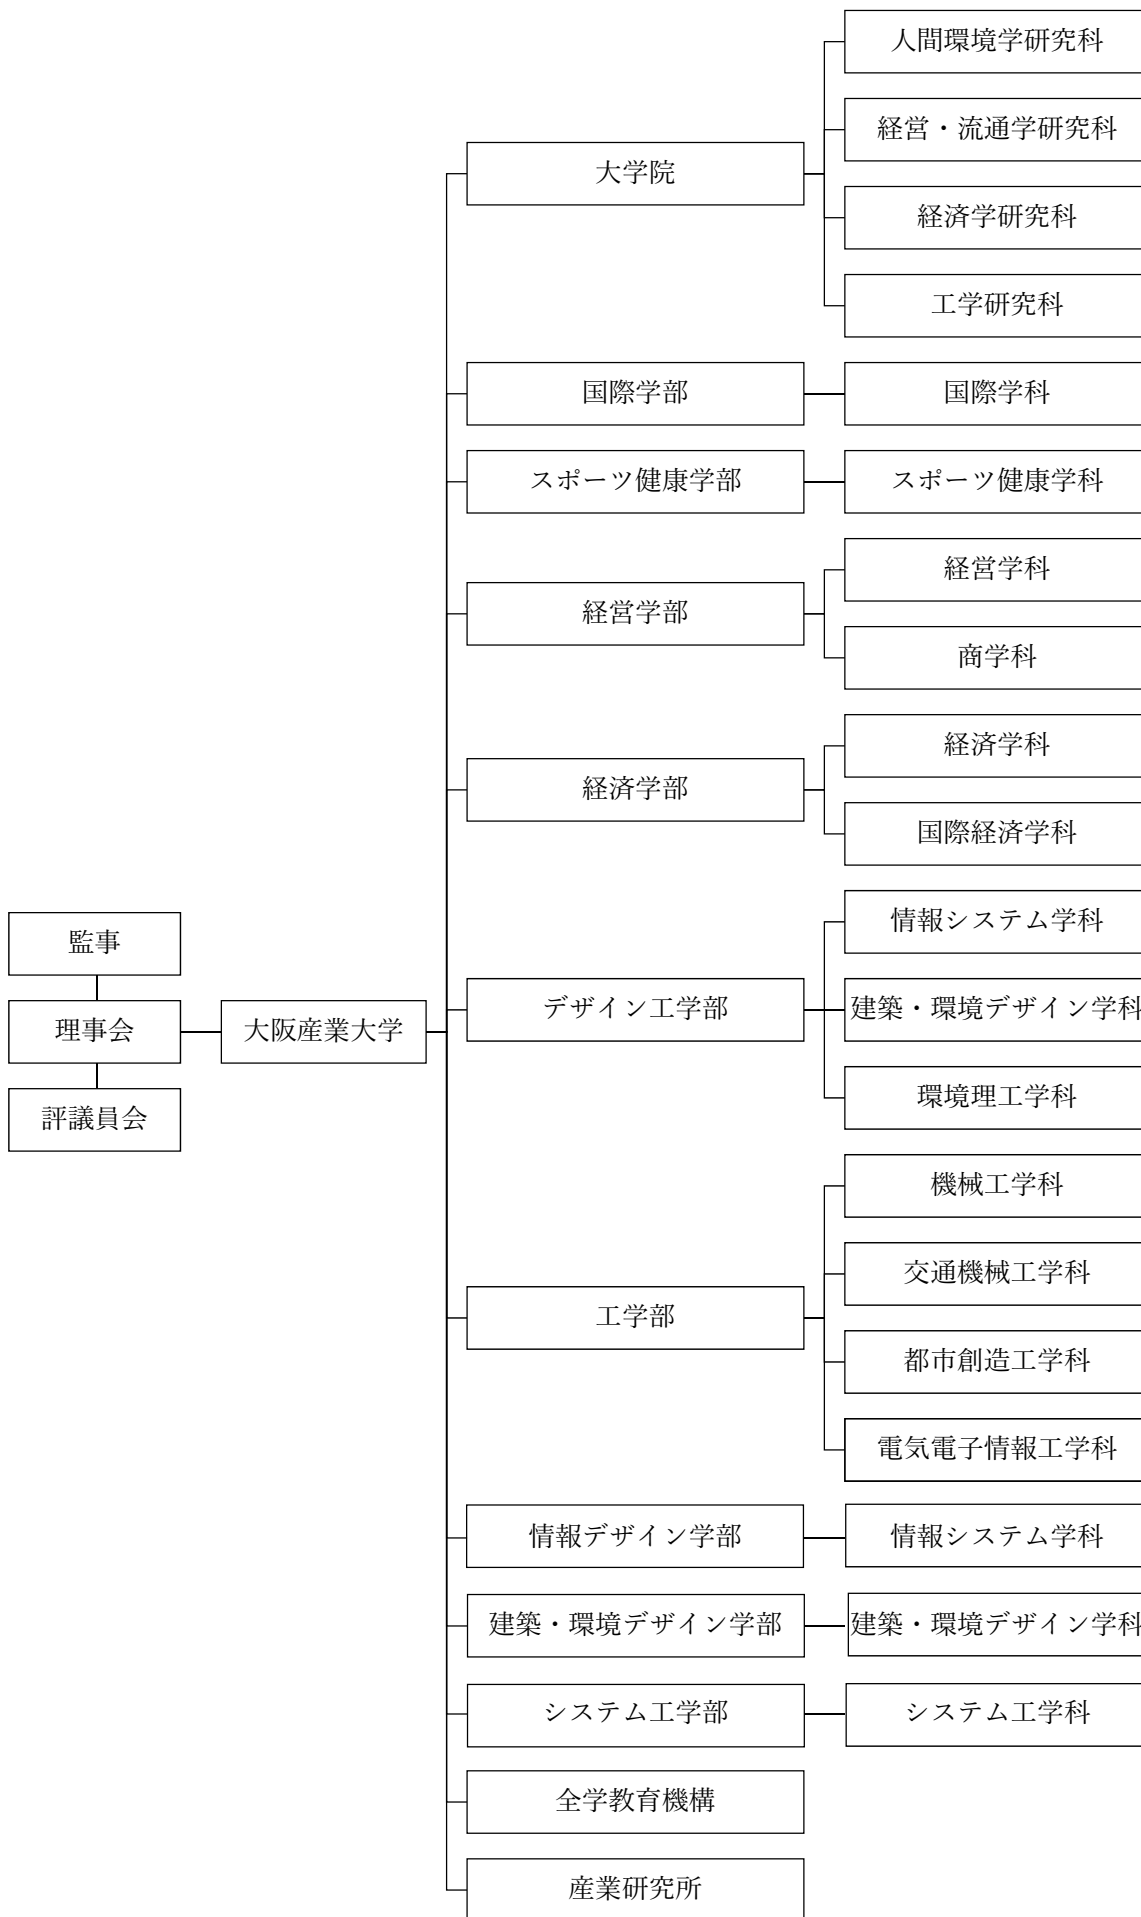 監事
理事会
評議員会
大阪産業大学
大学院
人間環境学研究科
経営・流通学研究科
経済学研究科
工学研究科
国際学部
国際学科
スポーツ健康学部
スポーツ健康学科
経営学部
経営学科
商学科
経済学部
経済学科
国際経済学科
デザイン工学部
情報システム学科
建築・環境デザイン学科
環境理工学科
工学部
機械工学科
交通機械工学科
都市創造工学科
電気電子情報工学科
情報デザイン学部
情報システム学科
建築・環境デザイン学部
建築・環境デザイン学科
システム工学部
システム工学科
全学教育機構
産業研究所